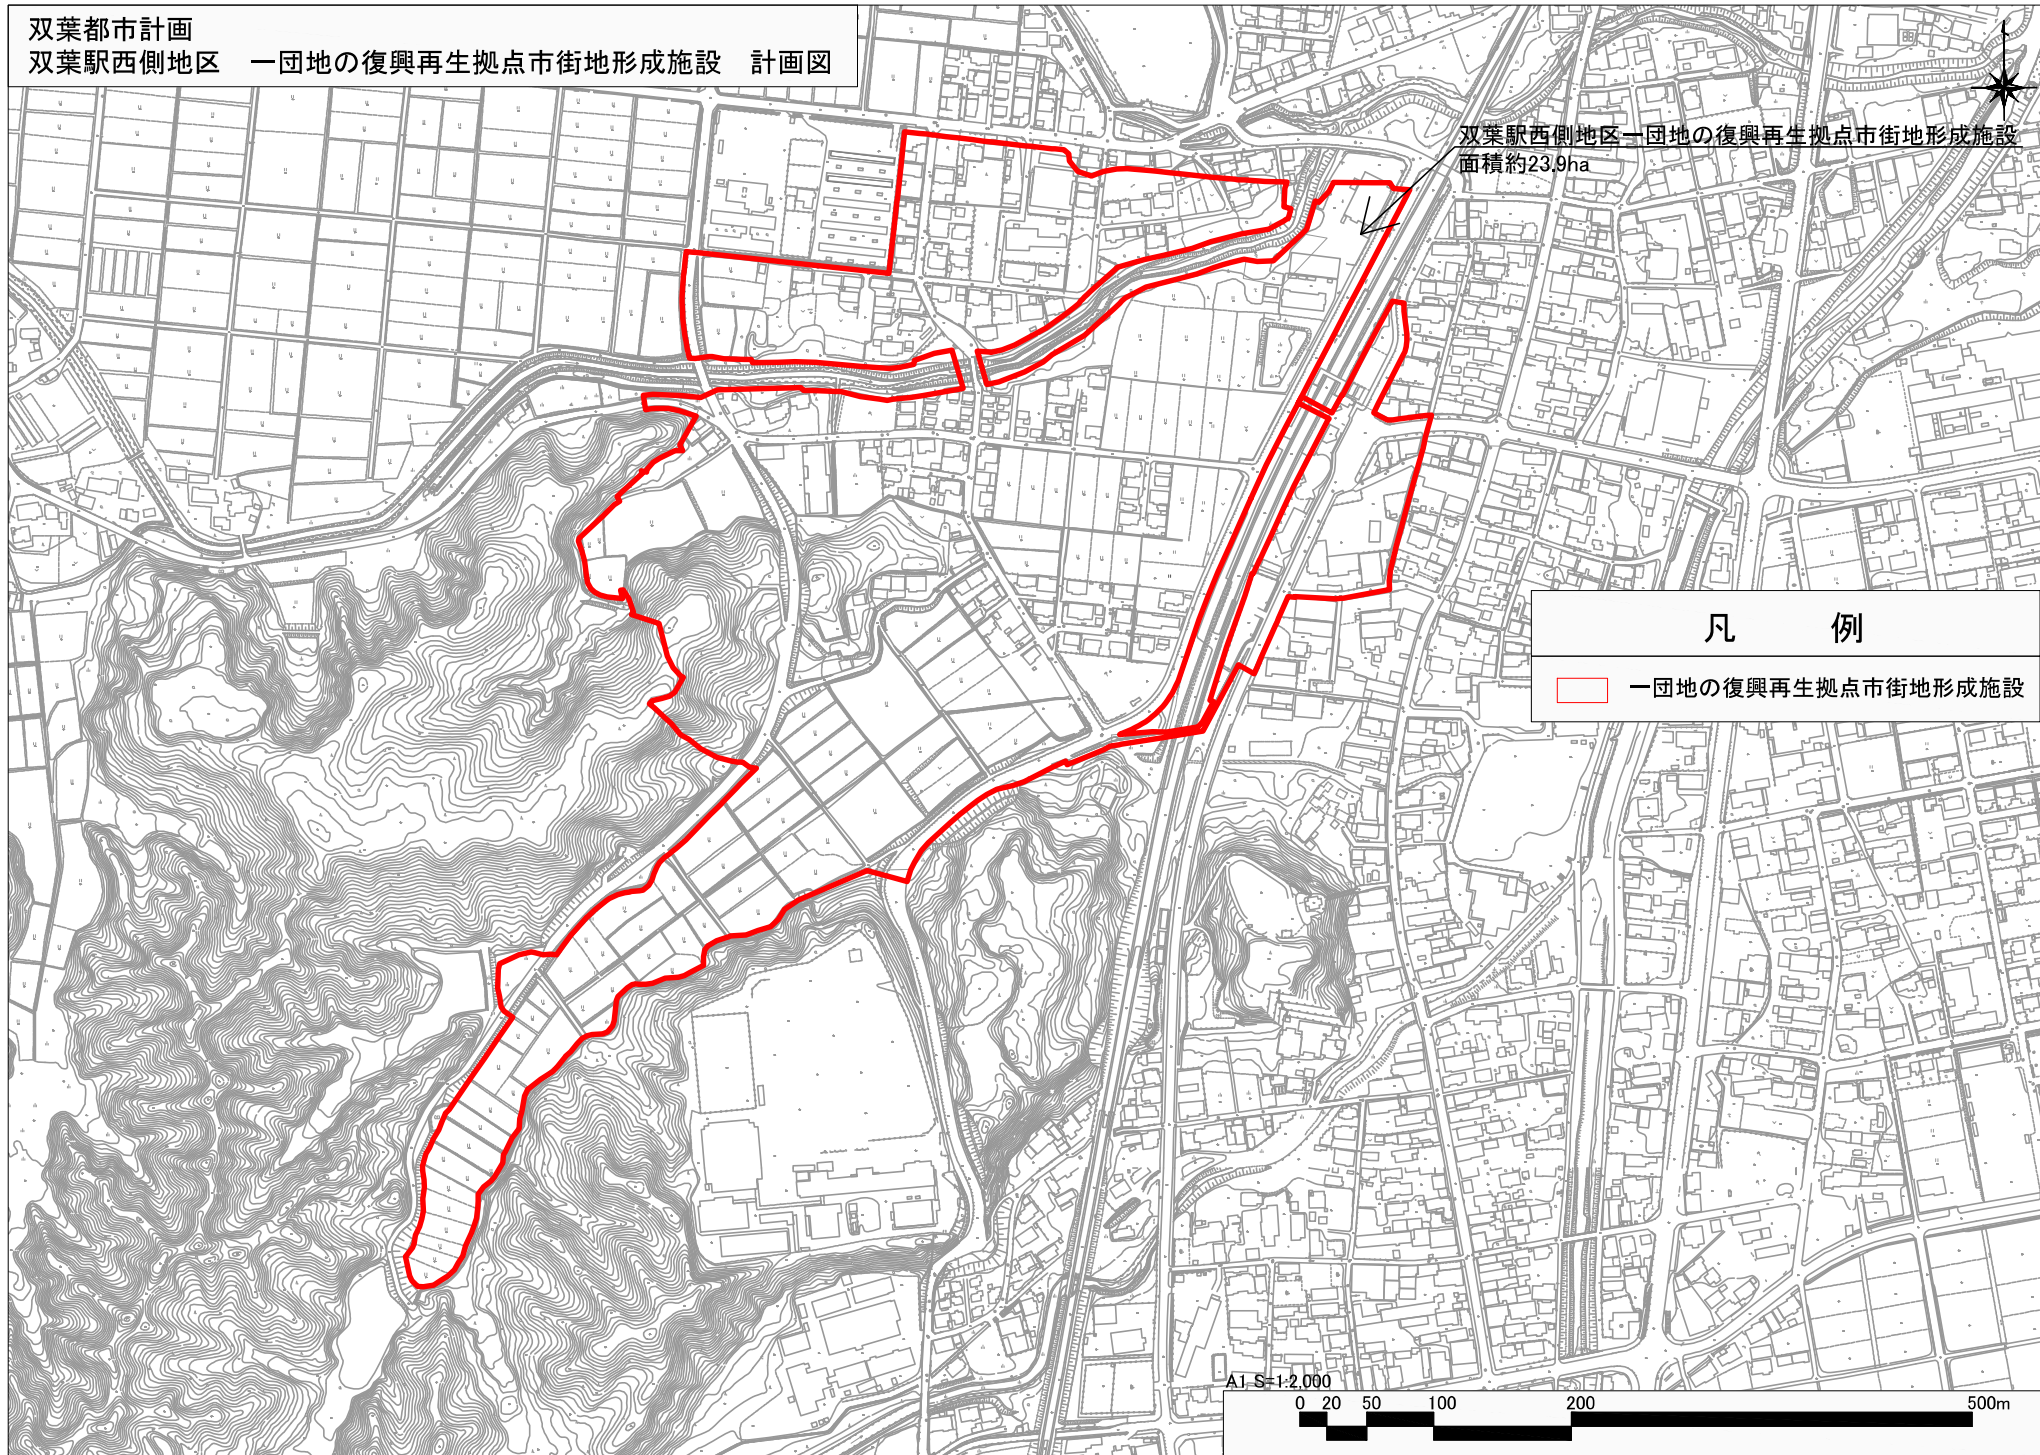 双葉都市計画
双葉駅西側地区　一団地の復興再生拠点市街地形成施設　計画図
双葉駅西側地区一団地の復興再生拠点市街地形成施設
面積約23.9ha
凡　例
一団地の復興再生拠点市街地形成施設
A1 S=1:2,000
0 20 50 100 200 500m